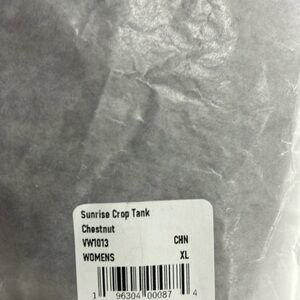 Sunrise Crop Tank
Chestnut
VW1013 CHN
WOMENS XL
1 96304 00087 4